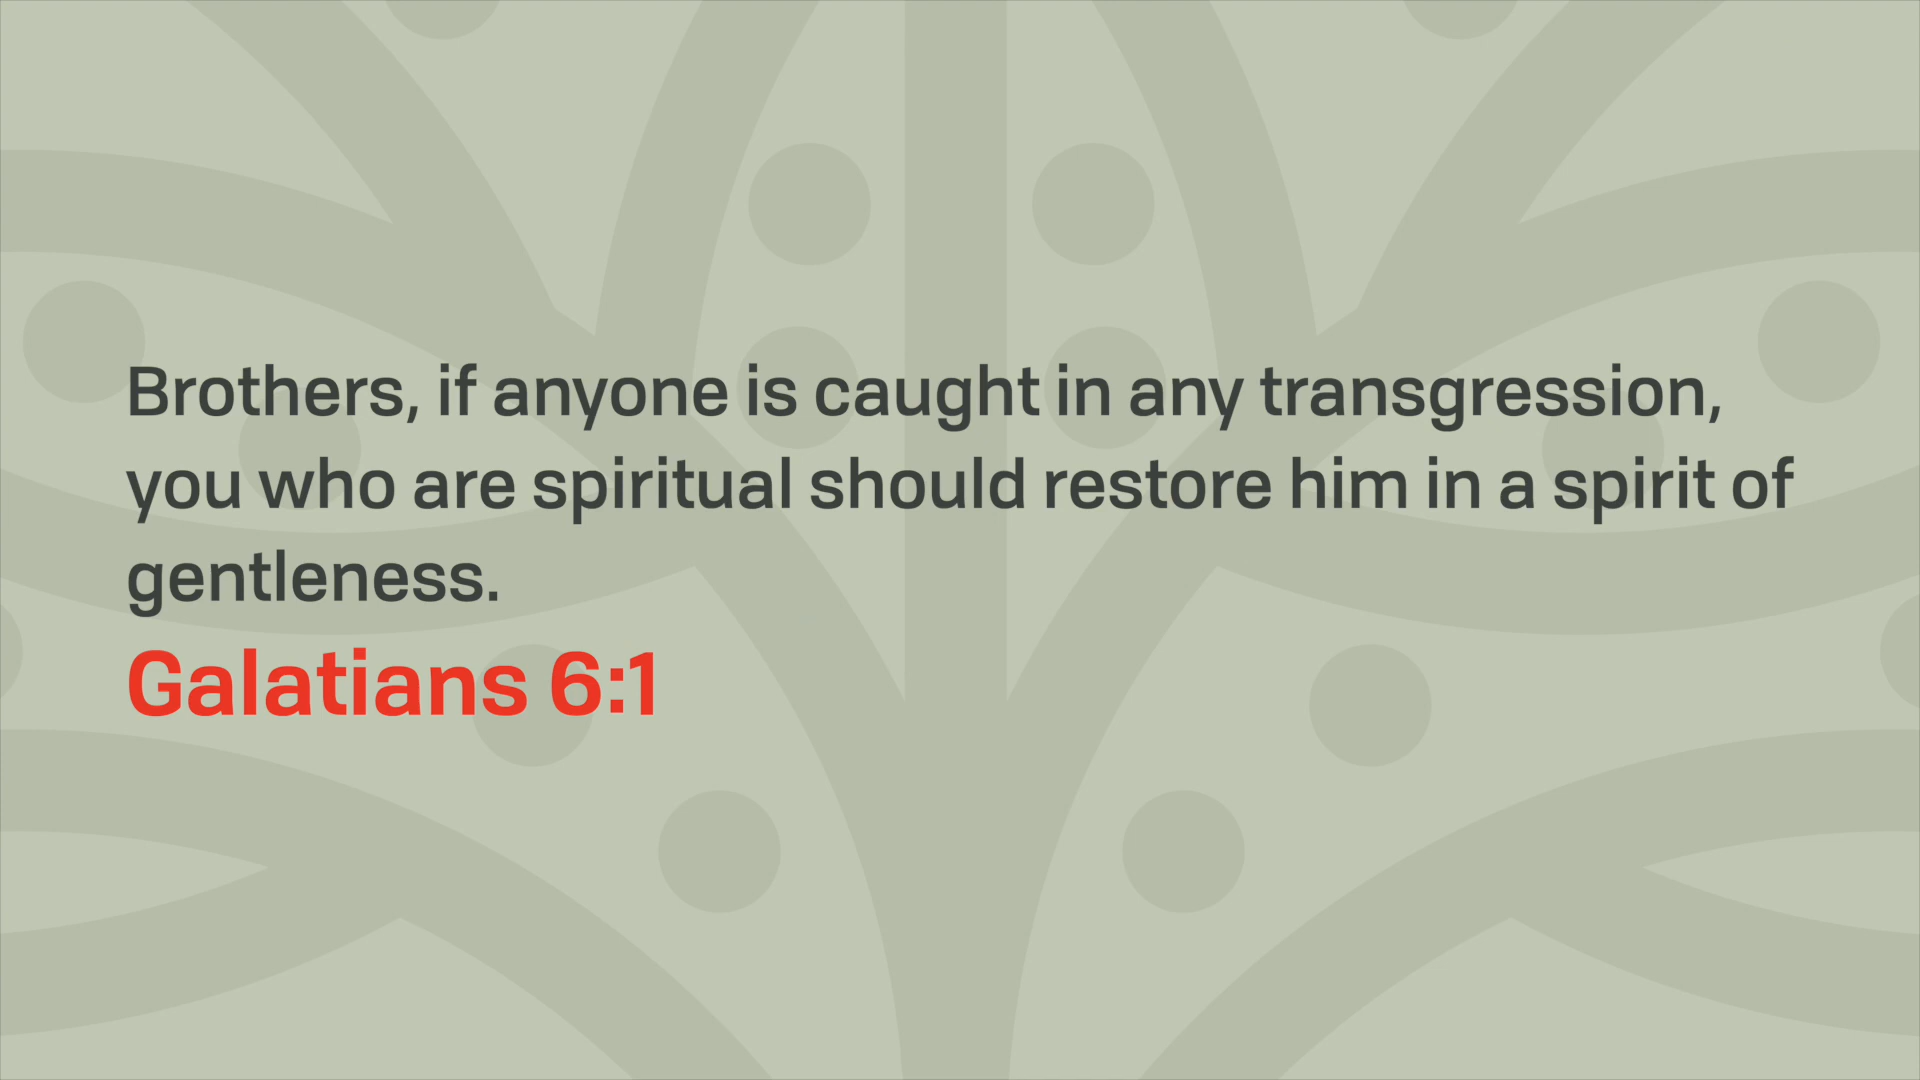 Brothers, if anyone is caught in any transgression,
you who are spiritual should restore him in a spirit of
gentleness.
Galatians 6:1